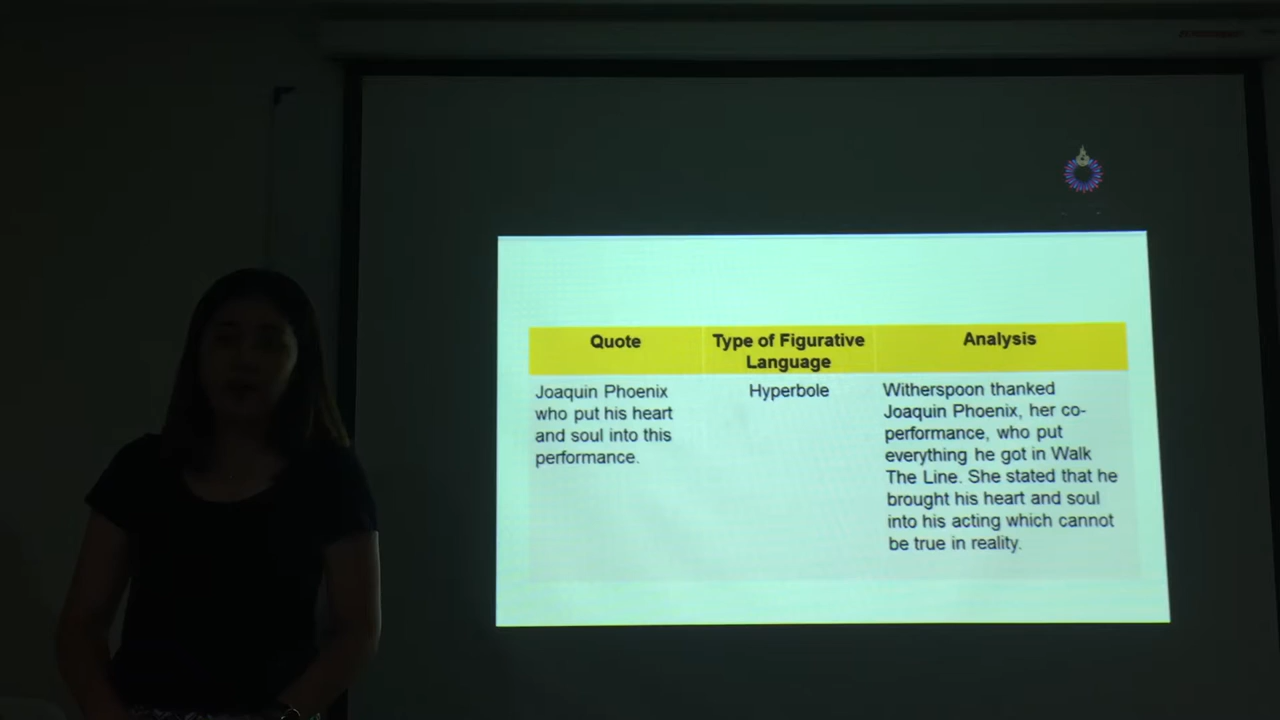 Quote
Type of Figurative
Language
Analysis
Joaquin Phoenix
who put his heart
and soul into this
performance.
Hyperbole
Witherspoon thanked
Joaquin Phoenix, her co-
performance, who put
everything he got in Walk
The Line. She stated that he
brought his heart and soul
into his acting which cannot
be true in reality.